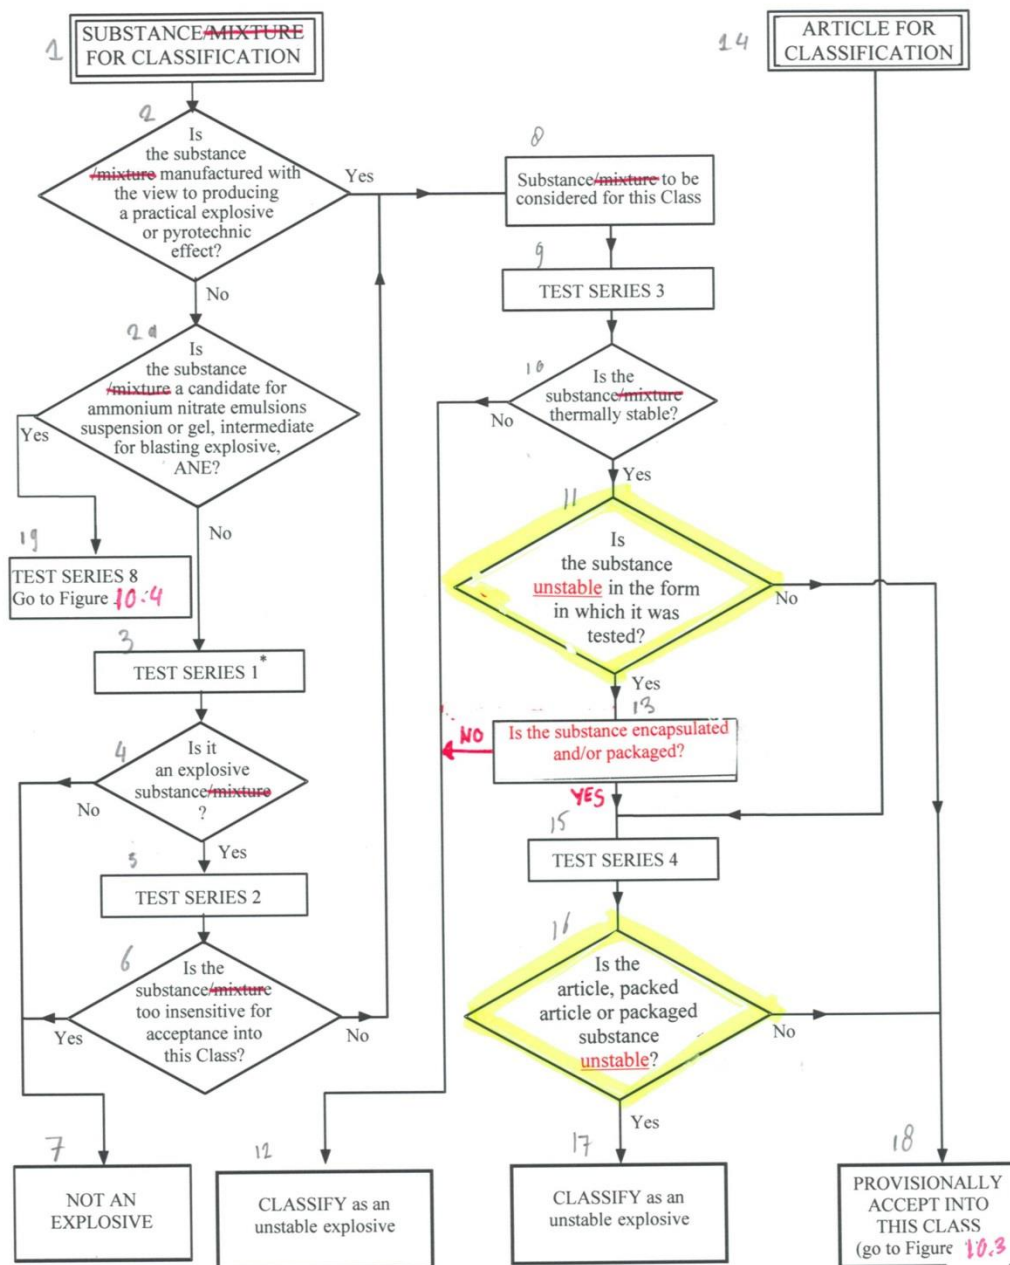 1
SUBSTANCE/MIXTURE
FOR CLASSIFICATION
14
ARTICLE FOR
CLASSIFICATION
2
Is
the substance
/mixture manufactured with
the view to producing
a practical explosive
or pyrotechnic
effect?
Yes
No
8
Substance/mixture to be
considered for this Class
9
TEST SERIES 3
2a
Is
the substance
/mixture a candidate for
ammonium nitrate emulsions
suspension or gel, intermediate
for blasting explosive,
ANE?
Yes
No
10
Is the
substance/mixture
thermally stable?
No
Yes
19
TEST SERIES 8
Go to Figure 10.4
11
Is
the substance
unstable in the form
in which it was
tested?
No
Yes
3
TEST SERIES 1*
13
Is the substance encapsulated
and/or packaged?
NO
YES
4
Is it
an explosive
substance/mixture
?
No
Yes
15
TEST SERIES 4
5
TEST SERIES 2
6
Is the
substance/mixture
too insensitive for
acceptance into
this Class?
Yes
No
16
Is the
article, packed
article or packaged
substance
unstable?
No
Yes
7
NOT AN
EXPLOSIVE
12
CLASSIFY as an
unstable explosive
17
CLASSIFY as an
unstable explosive
18
PROVISIONALLY
ACCEPT INTO
THIS CLASS
(go to Figure 10.3